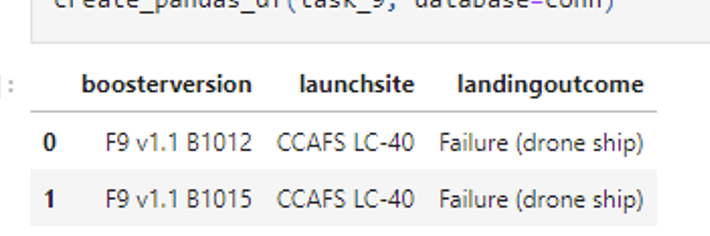 create_pandas_df(task_9, database=conn)
]:
boosterversion launchsite landingoutcome
0 F9 v1.1 B1012 CCAFS LC-40 Failure (drone ship)
1 F9 v1.1 B1015 CCAFS LC-40 Failure (drone ship)